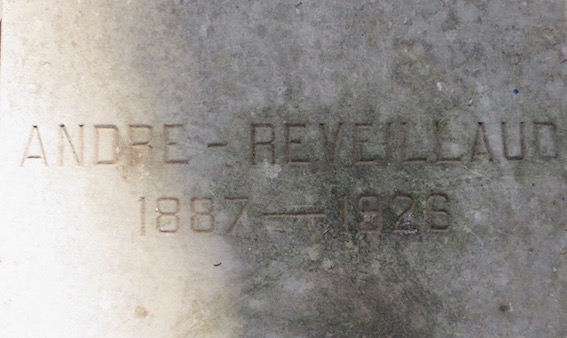 ANDRE - REVEILLAUD
1887 — 1926